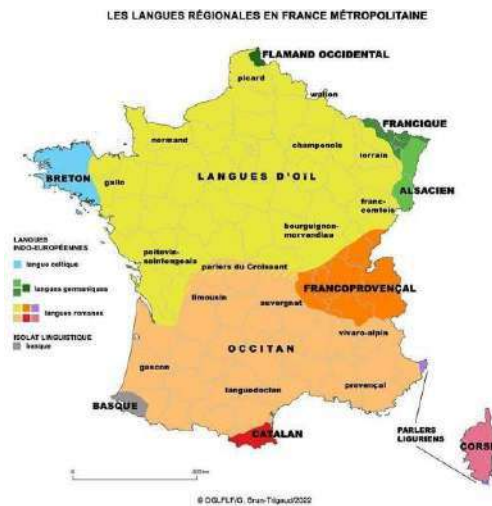 LES LANGUES RÉGIONALES EN FRANCE MÉTROPOLITAINE
FLAMAND OCCIDENTAL
picard
wallon
FRANCIQUE
normand
champenois
lorrain
BRETON
gallo
LANGUES D'OÏL
ALSACIEN
franc-
comtois
bourguignon-
morvandiau
LANGUES
INDO-EUROPÉENNES
langue celtique
langues germaniques
langues romanes
ISOLAT LINGUISTIQUE
basque
poitevin-
saintongeais
parlers du Croissant
FRANCOPROVENÇAL
limousin
auvergnat
vivaro-alpin
OCCITAN
gascon
languedocien
provençal
BASQUE
CATALAN
PARLERS
LIGURIENS
CORSE
0
© DGLFLF/G. Brun-Trigaud/2022